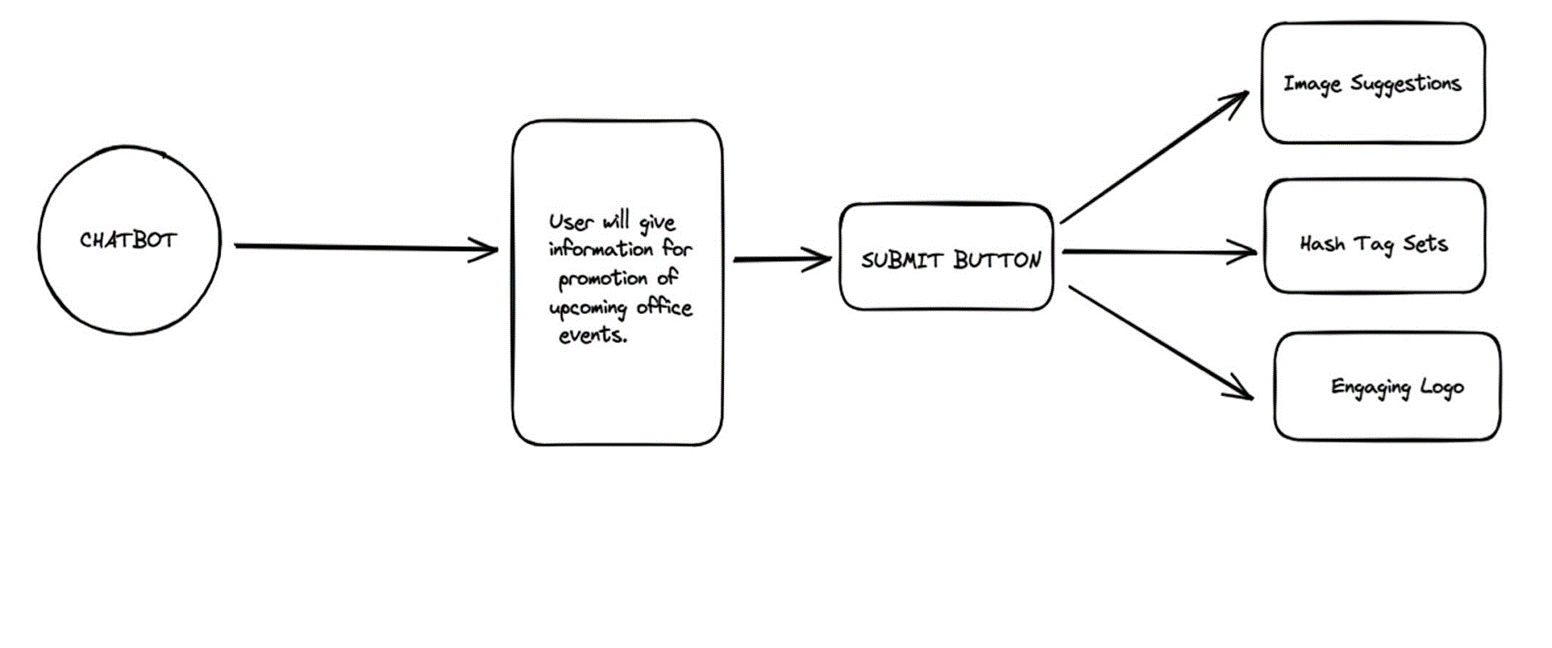 CHATBOT
User will give
information for
promotion of
upcoming office
events.
SUBMIT BUTTON
Image Suggestions
Hash Tag Sets
Engaging Logo